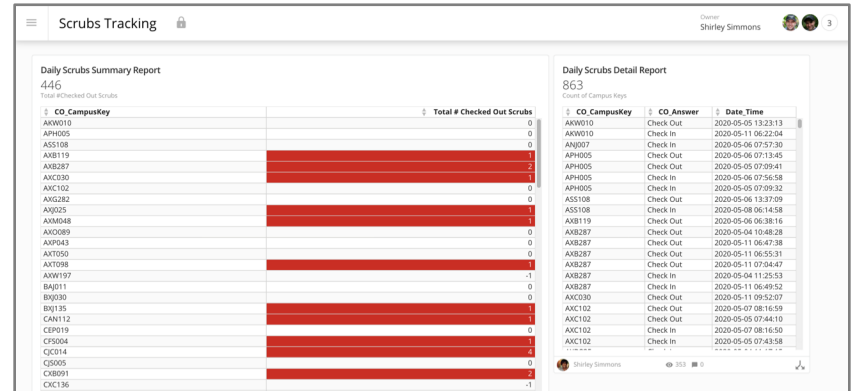 Scrubs Tracking
Owner
Shirley Simmons
3
Daily Scrubs Summary Report
446
Total #Checked Out Scrubs
CO_CampusKey Total # Checked Out Scrubs
AKW010 0
APH005 0
ASS108 0
AXB119 1
AXB287 2
AXC030 1
AXC102 0
AXG282 0
AXJ025 1
AXM048 1
AXO089 0
AXP043 0
AXT050 0
AXT098 1
AXW197 -1
BAJ011 0
BXJ030 0
BXJ135 1
CAN112 1
CEP019 0
CFS004 1
CJC014 4
CJS005 0
CXB091 2
CXC136 -1
Daily Scrubs Detail Report
863
Count of Campus Keys
CO_CampusKey CO_Answer Date_Time
AKW010 Check Out 2020-05-05 13:23:13
AKW010 Check In 2020-05-11 06:22:04
ANJ007 Check In 2020-05-06 07:57:30
APH005 Check Out 2020-05-06 07:13:45
APH005 Check Out 2020-05-05 07:09:41
APH005 Check In 2020-05-06 07:56:58
APH005 Check In 2020-05-05 07:09:32
ASS108 Check Out 2020-05-06 13:37:09
ASS108 Check In 2020-05-08 06:14:58
AXB119 Check Out 2020-05-06 06:38:16
AXB287 Check Out 2020-05-04 10:48:28
AXB287 Check Out 2020-05-11 06:47:38
AXB287 Check Out 2020-05-11 06:55:31
AXB287 Check Out 2020-05-11 07:04:47
AXB287 Check In 2020-05-04 11:25:53
AXB287 Check In 2020-05-11 06:49:52
AXC030 Check Out 2020-05-11 09:52:07
AXC102 Check Out 2020-05-07 08:16:59
AXC102 Check Out 2020-05-05 07:44:10
AXC102 Check In 2020-05-07 08:16:50
AXC102 Check In 2020-05-05 07:43:58
Shirley Simmons 353 0